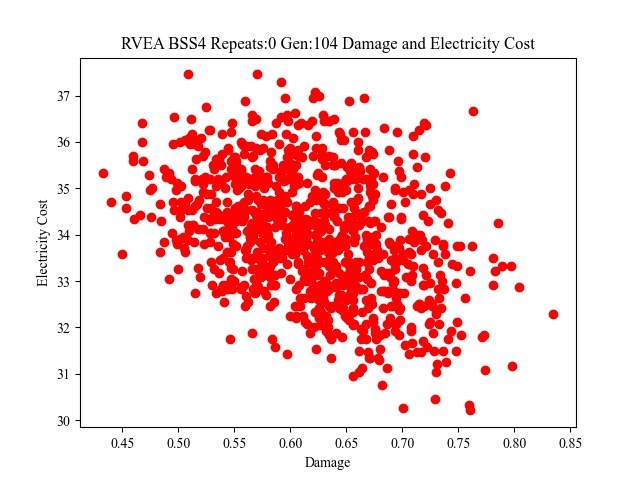 RVEA BSS4 Repeats:0 Gen:104 Damage and Electricity Cost
37
36
35
34
33
32
31
30
Electricity Cost
0.45 0.50 0.55 0.60 0.65 0.70 0.75 0.80 0.85
Damage